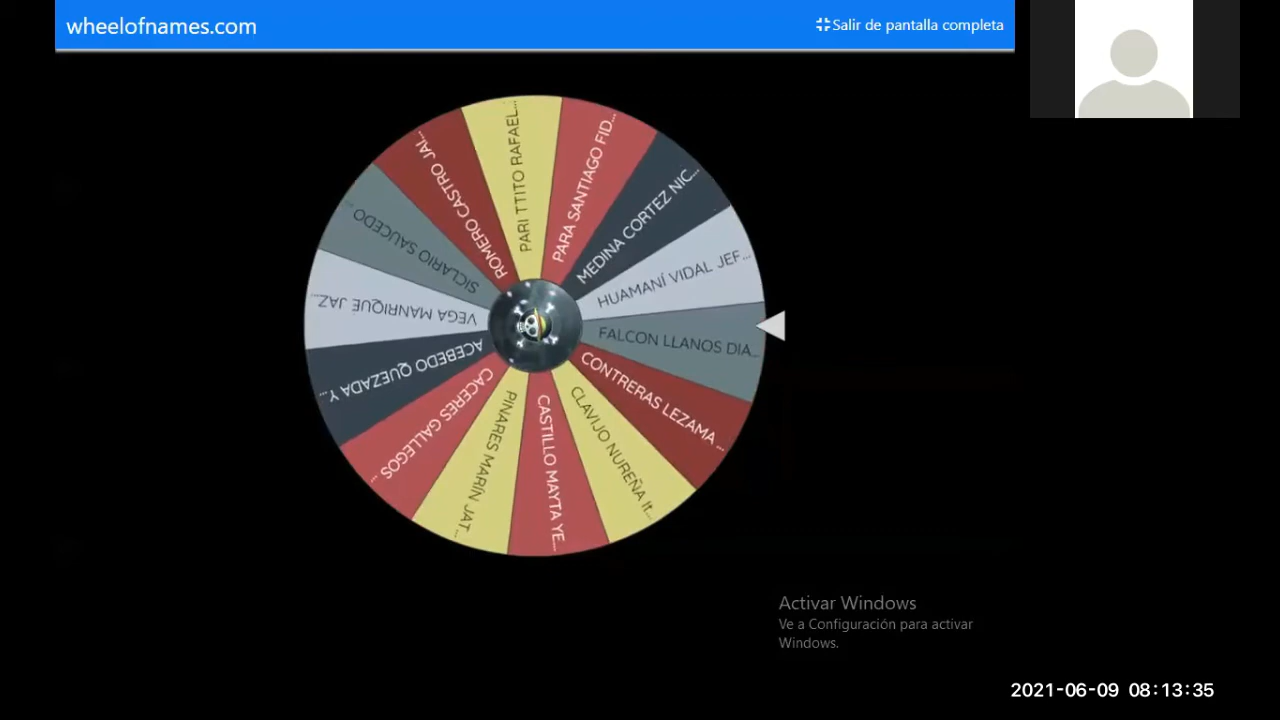 wheelofnames.com
Salir de pantalla completa
PARI TTITO RAFAEL...
PARA SANTIAGO FID...
MEDINA CORTEZ NIC...
HUAMANÍ VIDAL JEF...
FALCON LLANOS DIA...
CONTRERAS LEZAMA ...
CLAVIJO NUREÑA It...
CASTILLO MAYTA YE...
PINARES MARÍN JAT...
CACERES GALLEGOS ...
ACEBEDO QUEZADA Y...
VEGA MANRIQUE JAZ...
SICLARIO SAUCEDO ...
ROMERO CASTRO JAI...
Activar Windows
Ve a Configuración para activar
Windows.
2021-06-09 08:13:35